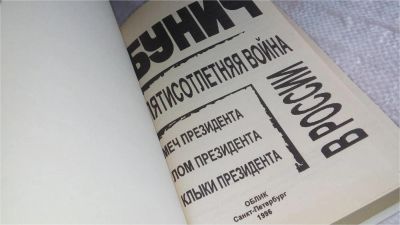 БУНИЧ
ПЯТИСОТЛЕТНЯЯ ВОЙНА
В РОССИИ
МЕЧ ПРЕЗИДЕНТА
ЛОМ ПРЕЗИДЕНТА
КЛЫКИ ПРЕЗИДЕНТА
ОБЛИК
Санкт-Петербург
1996